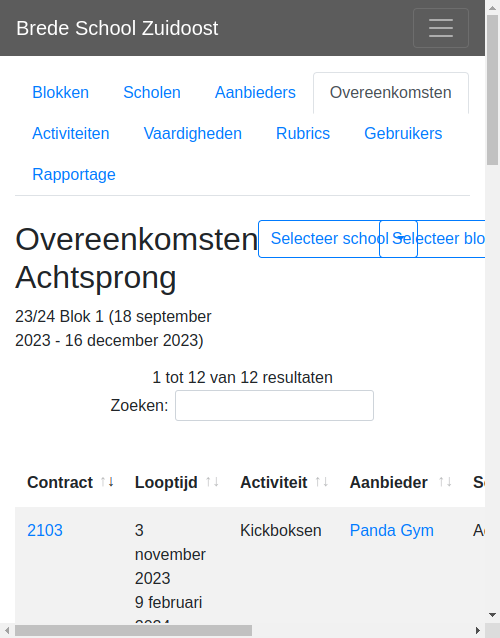 Brede School Zuidoost
Blokken Scholen Aanbieders Overeenkomsten
Activiteiten Vaardigheden Rubrics Gebruikers
Rapportage
Overeenkomsten Selecteer school Selecteer blo
Achtsprong
23/24 Blok 1 (18 september
2023 - 16 december 2023)
1 tot 12 van 12 resultaten
Zoeken:
Contract Looptijd Activiteit Aanbieder
2103 3 Kickboksen Panda Gym
november
2023
9 februari